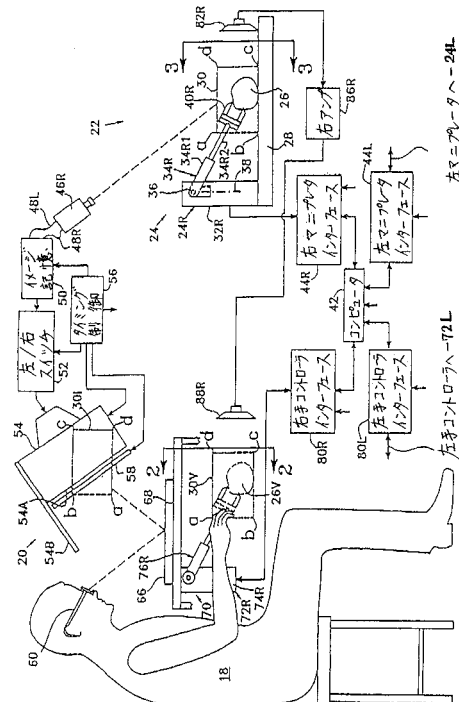 20
54
54A
54B
c
30I
d
b
a
58
左/右
スイッチ
52
イメージ
記憶
50
タイミング
制御
56
48L
48R
46R
22
24
24R
36
34R
34R1
34R2
a
b
30
d
c
40R
3
3
26
28
38
32R
82R
86R
右アンプ
88R
60
18
66
68
70
76R
72R
74R
30V
a
b
d
c
2
2
26V
右手コントローラ
インターフェース
80R
左手コントローラ
インターフェース
80L
コンピュータ
42
右マニプレータ
インターフェース
44R
左マニプレータ
インターフェース
44L
左手コントローラへ-72L
左マニプレータへ-24L